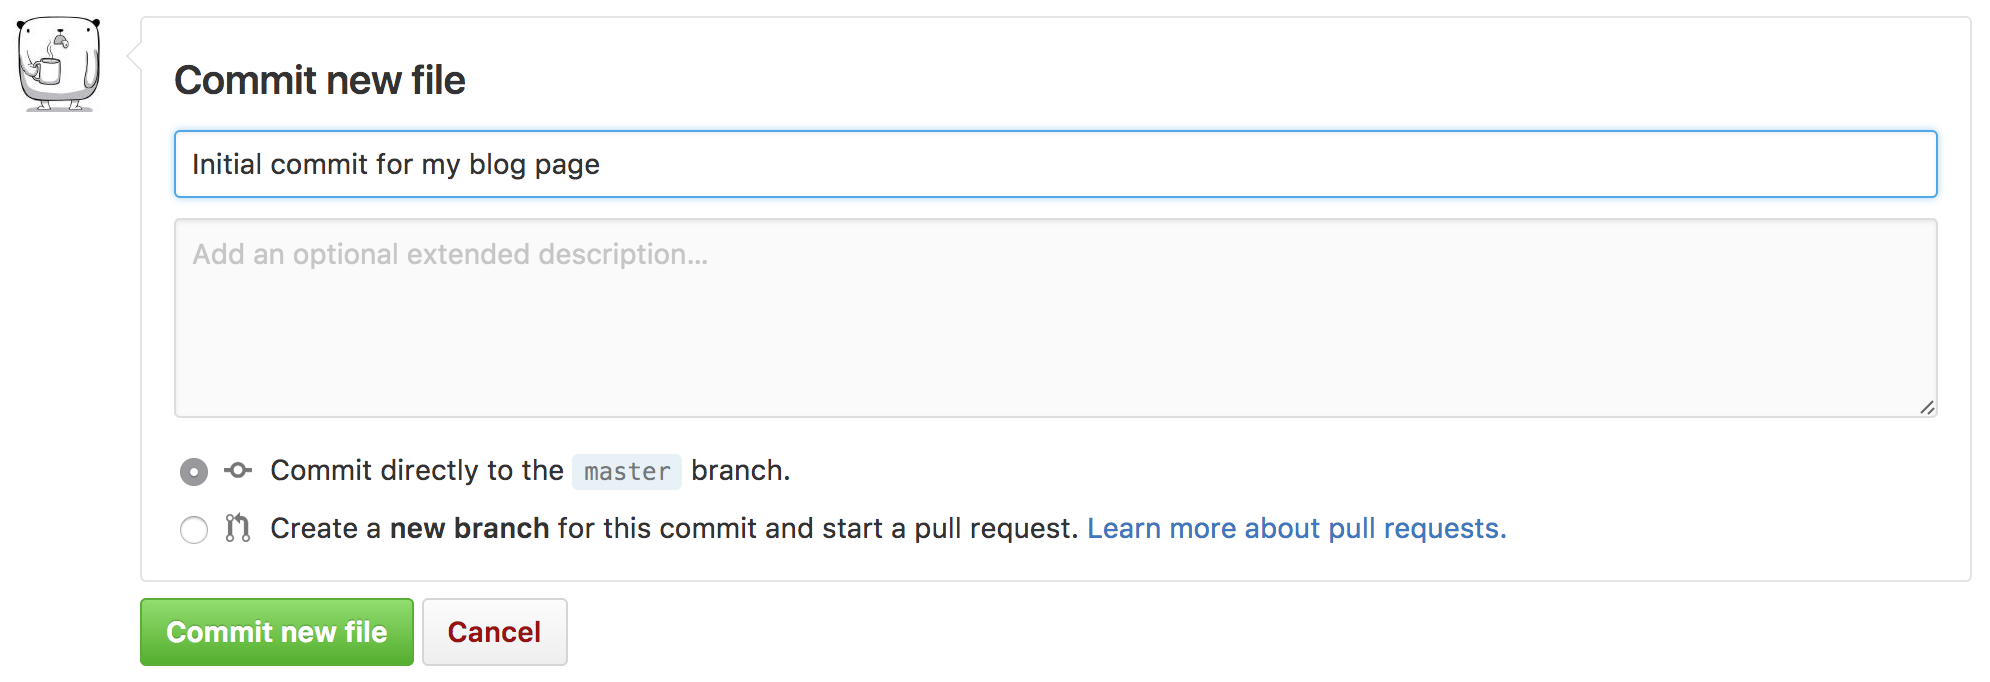 Commit new file
Initial commit for my blog page
Add an optional extended description...
Commit directly to the master branch.
Create a new branch for this commit and start a pull request. Learn more about pull requests.
Commit new file
Cancel